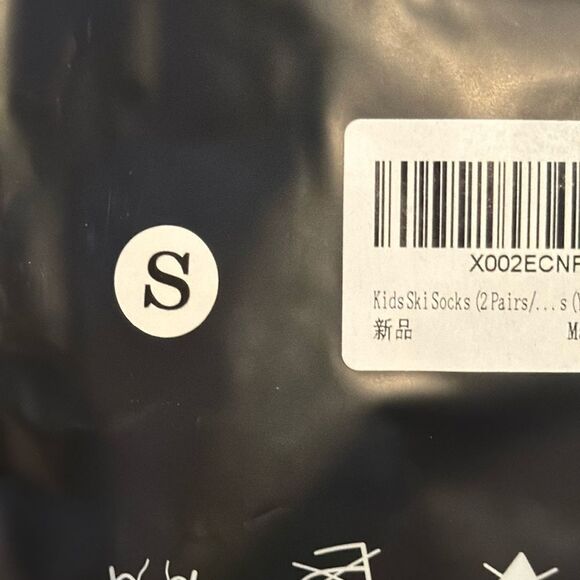 S
X002ECNF
Kids Ski Socks (2 Pairs/...s (
新品
M